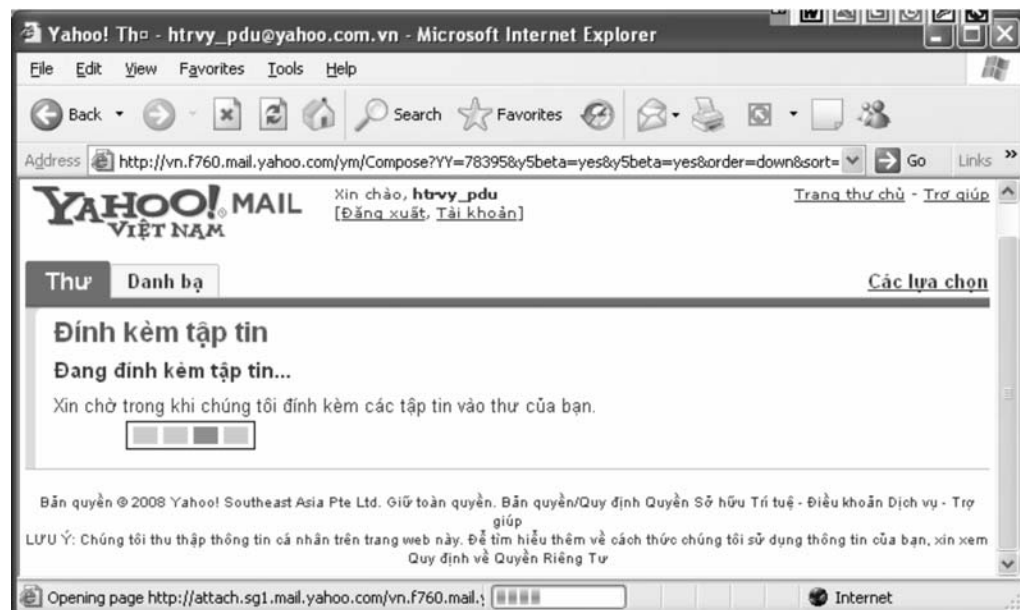 Yahoo! Th¤ - htrvy_pdu@yahoo.com.vn - Microsoft Internet Explorer
File Edit View Favorites Tools Help
Back Search Favorites
Address http://vn.f760.mail.yahoo.com/ym/Compose?YY=78395&y5beta=yes&y5beta=yes&order=down&sort= Go Links »
YAHOO! MAIL
VIỆT NAM
Xin chào, htrvy_pdu
[Đăng xuất, Tài khoản]
Trang thư chủ - Trợ giúp
Thư Danh bạ Các lựa chọn
Đính kèm tập tin
Đang đính kèm tập tin...
Xin chờ trong khi chúng tôi đính kèm các tập tin vào thư của bạn.
Bản quyền © 2008 Yahoo! Southeast Asia Pte Ltd. Giữ toàn quyền. Bản quyền/Quy định Quyền Sở hữu Trí tuệ - Điều khoản Dịch vụ - Trợ
giúp
LƯU Ý: Chúng tôi thu thập thông tin cá nhân trên trang web này. Để tìm hiểu thêm về cách thức chúng tôi sử dụng thông tin của bạn, xin xem
Quy định về Quyền Riêng Tư
Opening page http://attach.sg1.mail.yahoo.com/vn.f760.mail.y Internet